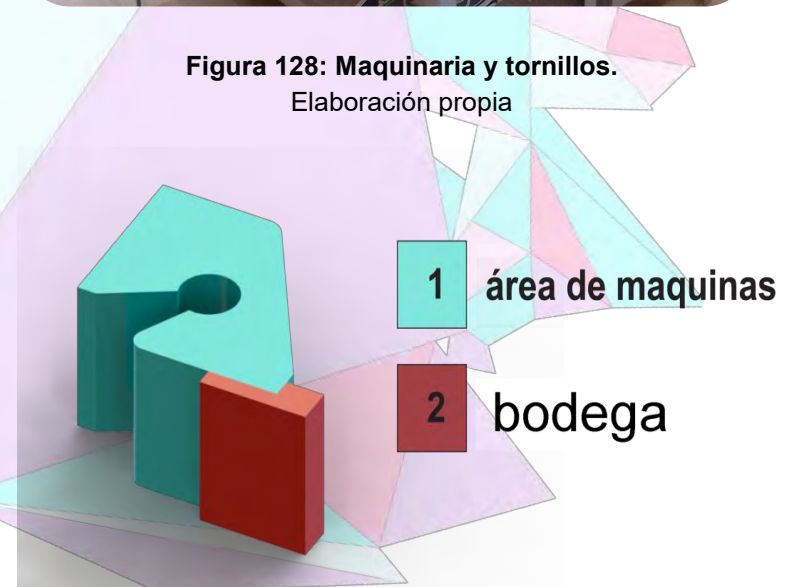 Figura 128: Maquinaria y tornillos.
Elaboración propia
1 área de maquinas
2 bodega